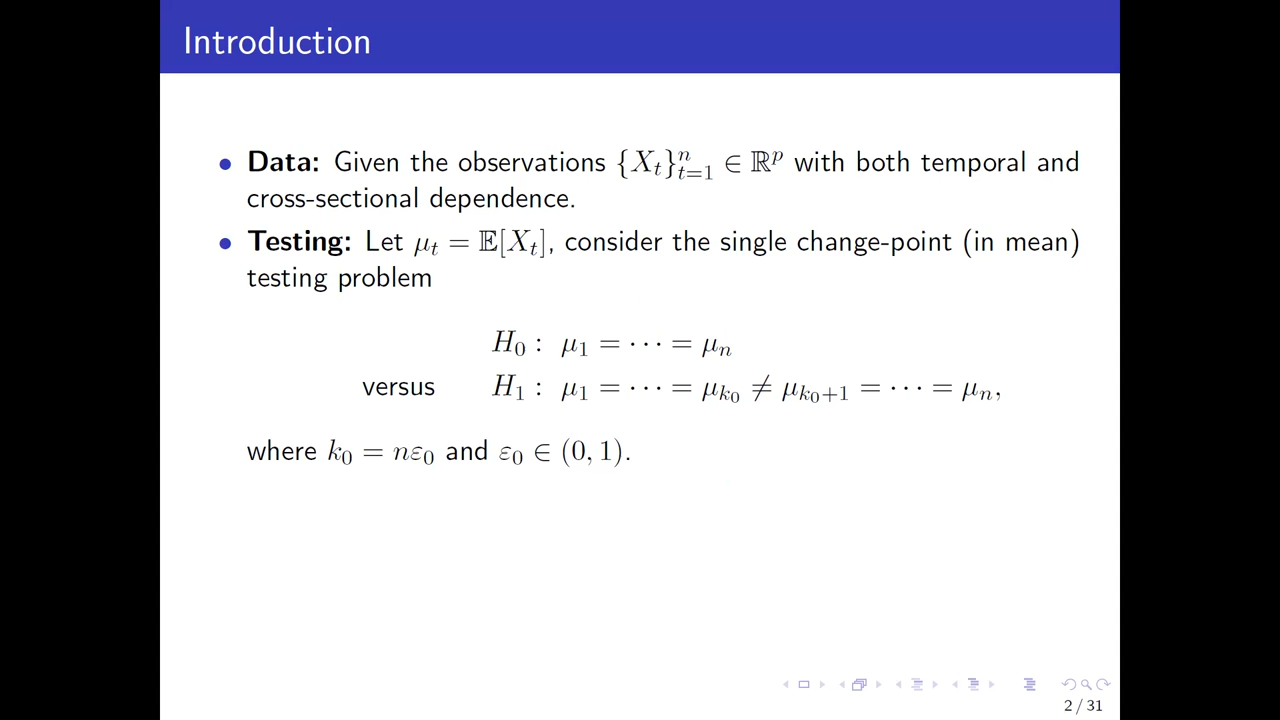 Introduction
• Data: Given the observations {X_t}_{t=1}^n ∈ ℝ^p with both temporal and
cross-sectional dependence.
• Testing: Let μ_t = 𝔼[X_t], consider the single change-point (in mean)
testing problem
H_0 : μ_1 = ··· = μ_n
versus H_1 : μ_1 = ··· = μ_{k_0} ≠ μ_{k_0+1} = ··· = μ_n,
where k_0 = nε_0 and ε_0 ∈ (0, 1).
2 / 31